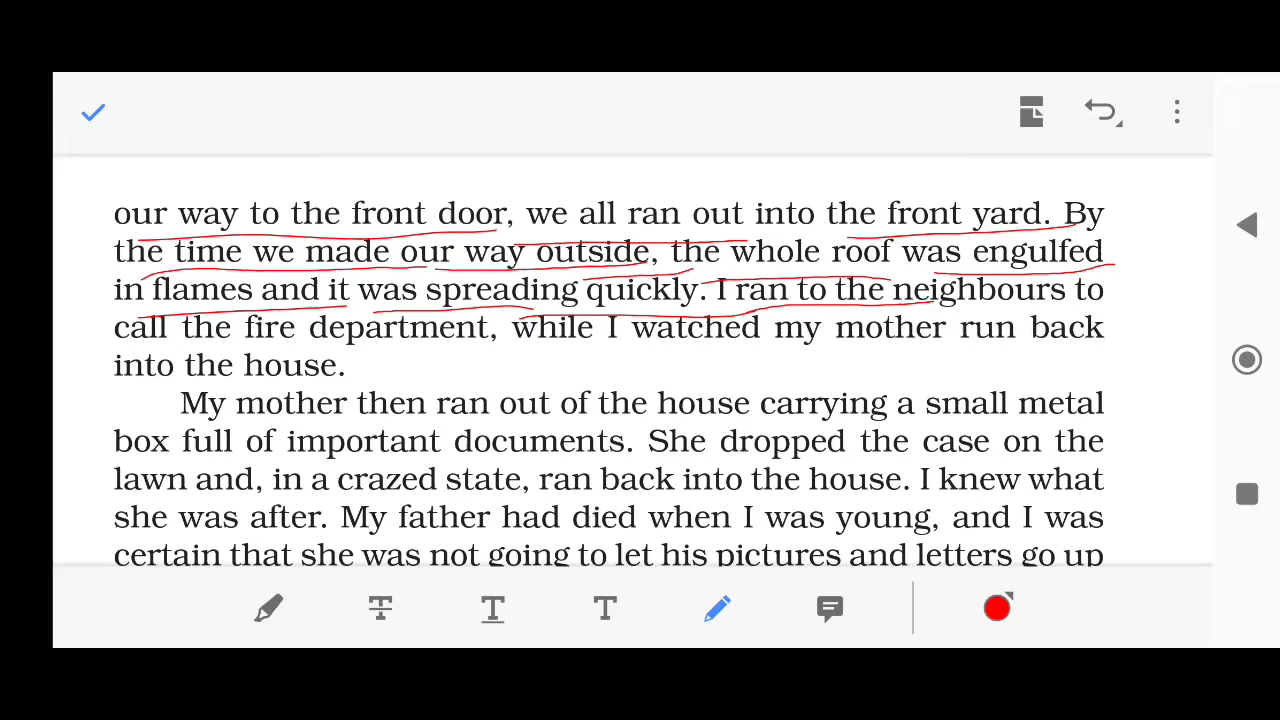 our way to the front door, we all ran out into the front yard. By
the time we made our way outside, the whole roof was engulfed
in flames and it was spreading quickly. I ran to the neighbours to
call the fire department, while I watched my mother run back
into the house.
My mother then ran out of the house carrying a small metal
box full of important documents. She dropped the case on the
lawn and, in a crazed state, ran back into the house. I knew what
she was after. My father had died when I was young, and I was
certain that she was not going to let his pictures and letters go up